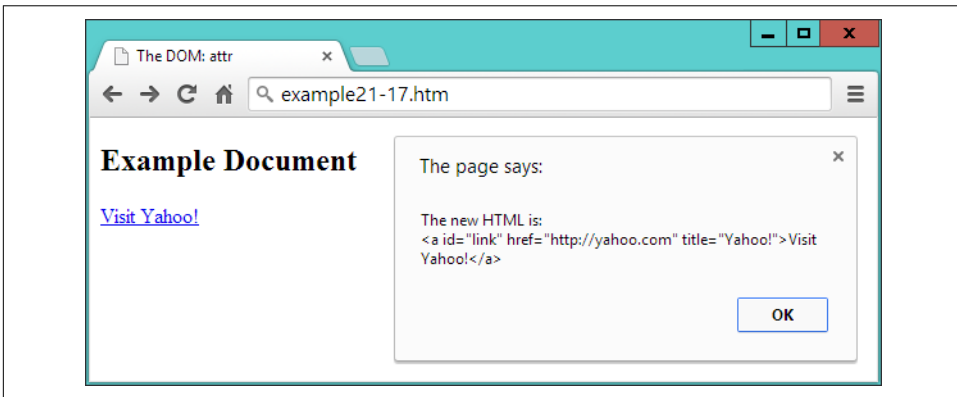 The DOM: attr
example21-17.htm
Example Document
Visit Yahoo!
The page says:
The new HTML is:
<a id="link" href="http://yahoo.com" title="Yahoo!">Visit
Yahoo!</a>
OK